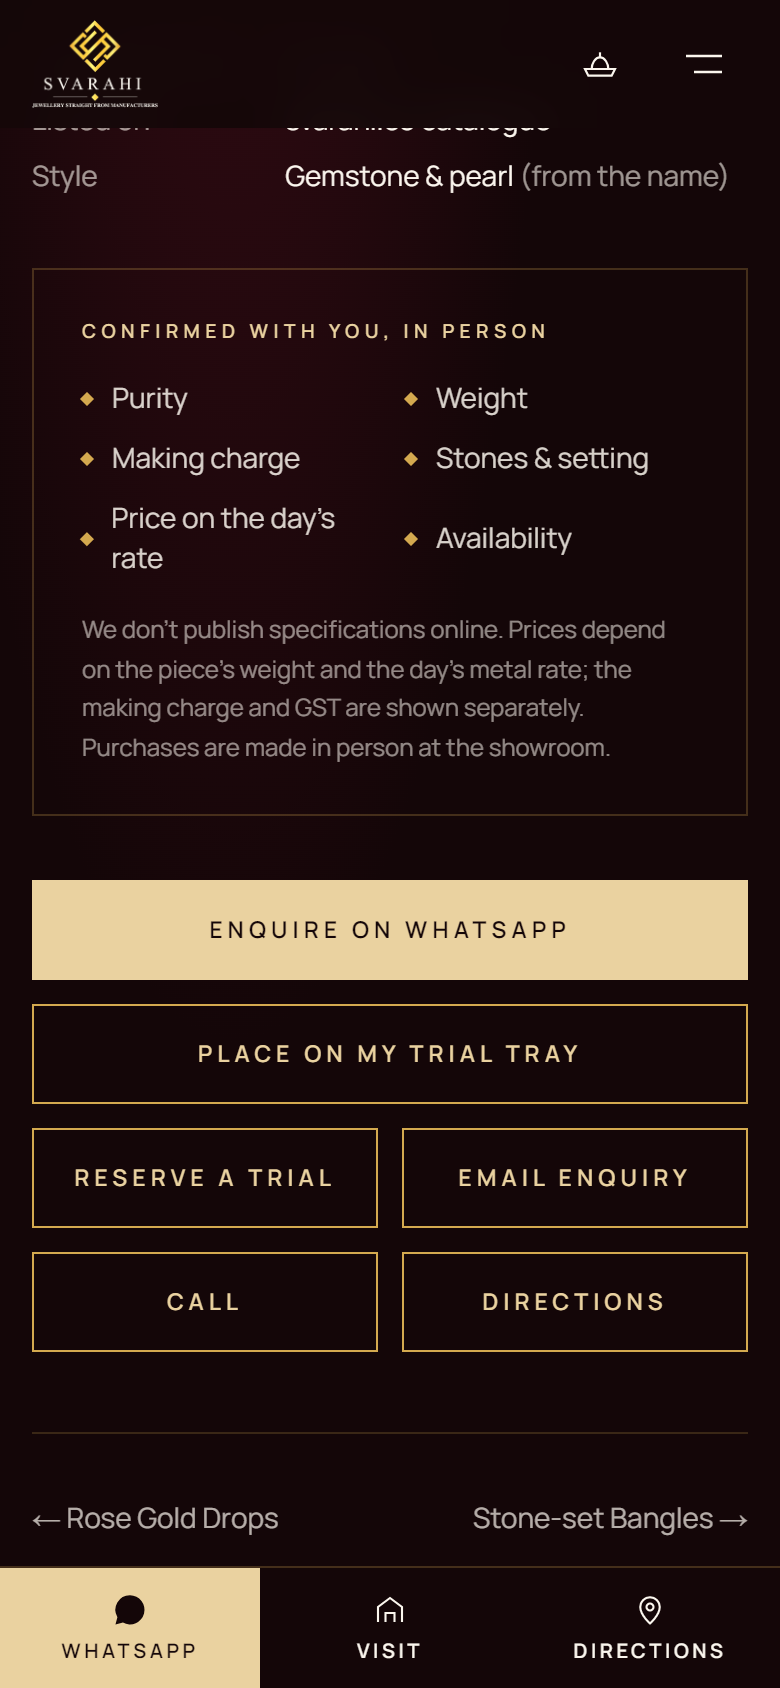 SVARAHI
JEWELLERY STRAIGHT FROM MANUFACTURERS
Style Gemstone & pearl (from the name)
CONFIRMED WITH YOU, IN PERSON
Purity Weight
Making charge Stones & setting
Price on the day’s
rate
Availability
We don’t publish specifications online. Prices depend
on the piece’s weight and the day’s metal rate; the
making charge and GST are shown separately.
Purchases are made in person at the showroom.
ENQUIRE ON WHATSAPP
PLACE ON MY TRIAL TRAY
RESERVE A TRIAL EMAIL ENQUIRY
CALL DIRECTIONS
← Rose Gold Drops Stone-set Bangles →
WHATSAPP VISIT DIRECTIONS